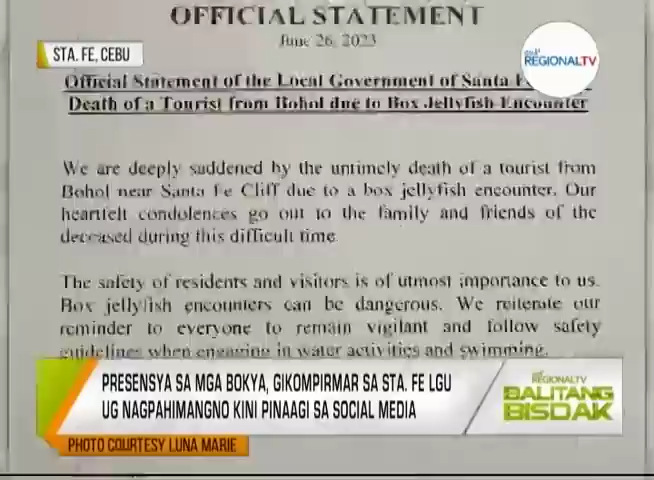 OFFICIAL STATEMENT
June 26, 2023
STA. FE, CEBU
GMA
REGIONALTV
Official Statement of the Local Government of Santa
Death of a Tourist from Bohol due to Box Jellyfish Encounter
We are deeply saddened by the untimely death of a tourist from
Bohol near Santa Fe Cliff due to a box jellyfish encounter. Our
heartfelt condolences go out to the family and friends of the
deceased during this difficult time
The safety of residents and visitors is of utmost importance to us.
Box jellyfish encounters can be dangerous. We reiterate our
reminder to everyone to remain vigilant and follow safety
guidelines when engaging in water activities and swimming.
PRESENSYA SA MGA BOKYA, GIKOMPIRMAR SA STA. FE LGU
UG NAGPAHIMANGNO KINI PINAAGI SA SOCIAL MEDIA
REGIONALTV
BALITANG
BISDAK
PHOTO COURTESY LUNA MARIE